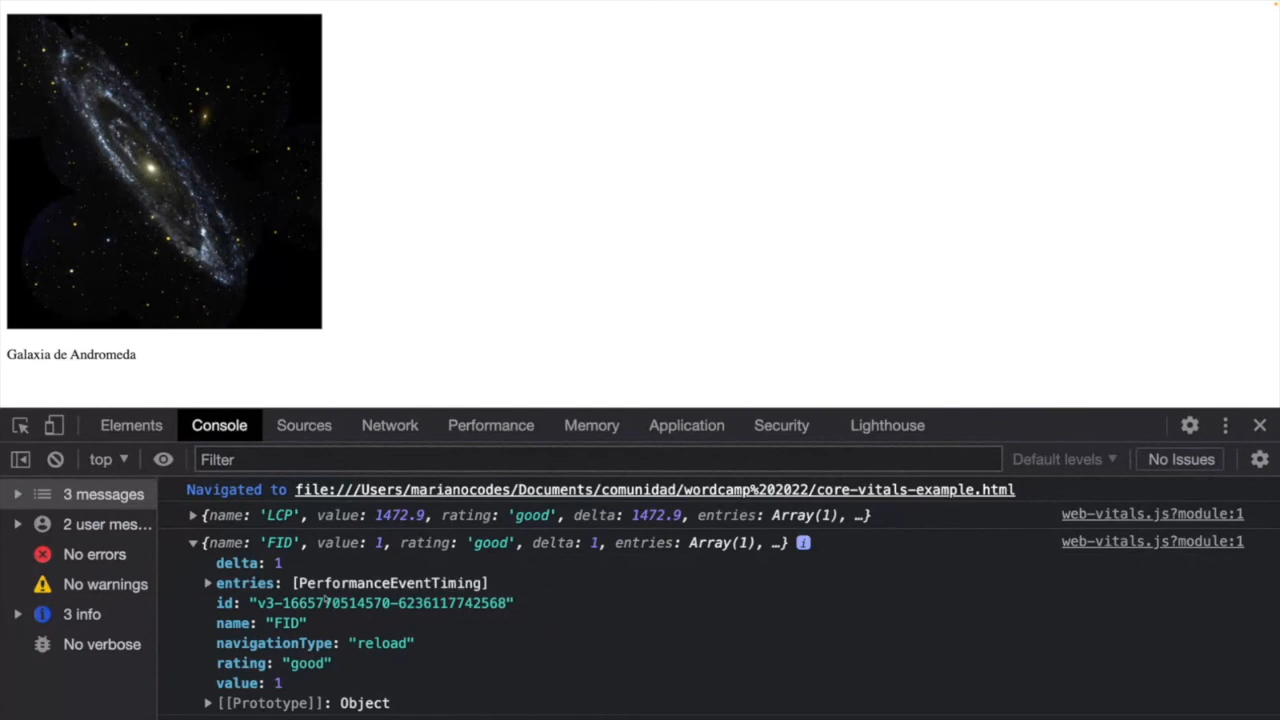 Galaxia de Andromeda
Elements Console Sources Network Performance Memory Application Security Lighthouse
top ▼ Filter Default levels ▼ No Issues
3 messages
2 user mes...
No errors
No warnings
3 info
No verbose
Navigated to file:///Users/marianocodes/Documents/comunidad/wordcamp%202022/core-vitals-example.html
{name: 'LCP', value: 1472.9, rating: 'good', delta: 1472.9, entries: Array(1), …} web-vitals.js?module:1
{name: 'FID', value: 1, rating: 'good', delta: 1, entries: Array(1), …} i web-vitals.js?module:1
delta: 1
entries: [PerformanceEventTiming]
id: "v3-1665770514570-6236117742568"
name: "FID"
navigationType: "reload"
rating: "good"
value: 1
[[Prototype]]: Object